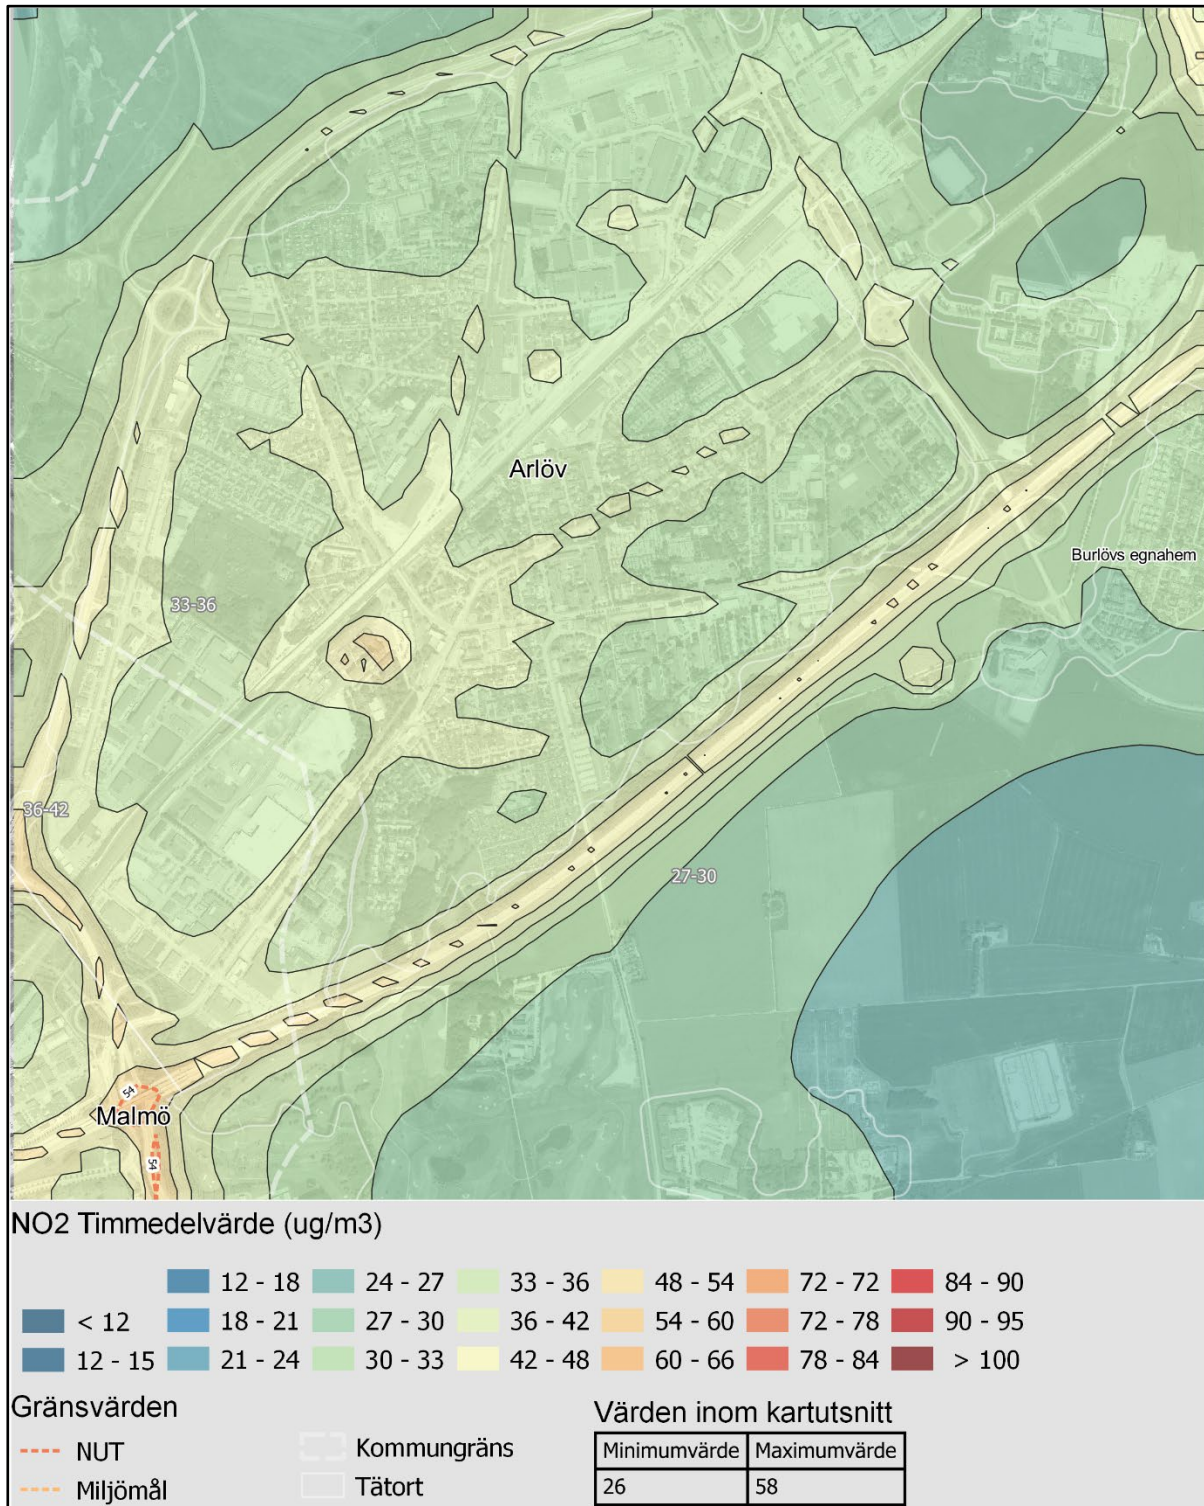 Arlöv
Burlövs egnahem
33-36
36-42
27-30
54
Malmö
54
NO2 Timmedelvärde (ug/m3)
12 - 18 24 - 27 33 - 36 48 - 54 72 - 72 84 - 90
< 12 18 - 21 27 - 30 36 - 42 54 - 60 72 - 78 90 - 95
12 - 15 21 - 24 30 - 33 42 - 48 60 - 66 78 - 84 > 100
Gränsvärden
NUT
Miljömål
Kommungräns
Tätort
Värden inom kartutsnitt
Minimumvärde Maximumvärde
26 58